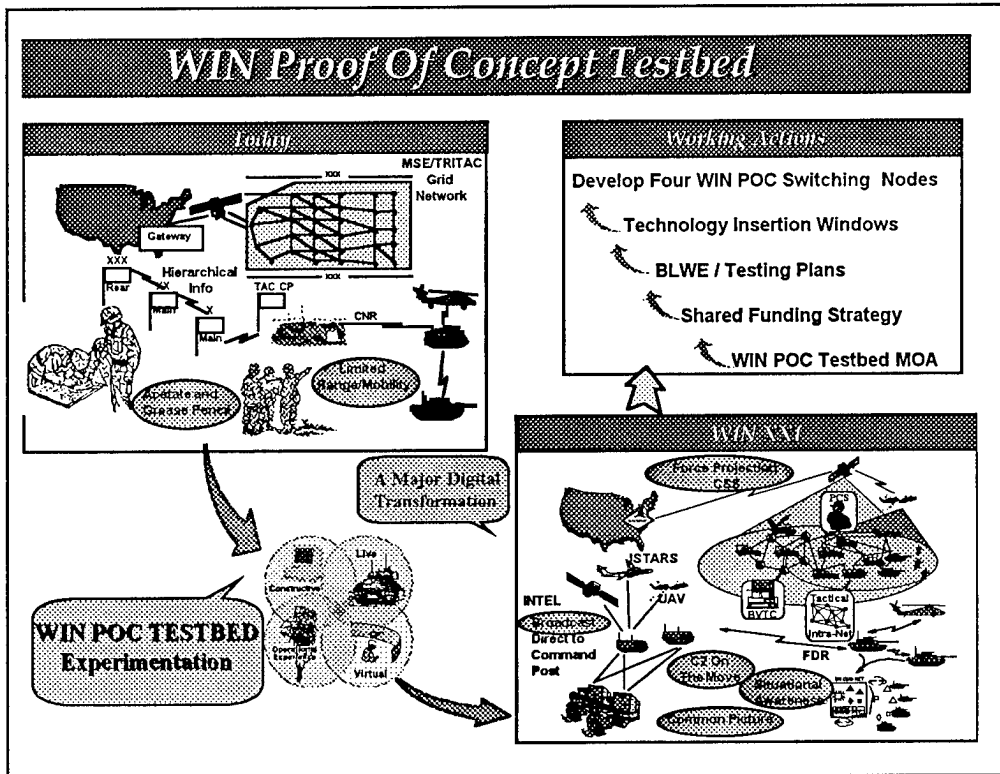 WIN Proof Of Concept Testbed
Today
MSE/TRITAC
Grid
Network
XXX
Gateway
XXX
XXX
Rear
Hierarchical
Info
XX
Main
X
Main
TAC CP
CNR
Acetate and
Grease Pencil
Limited
Range/Mobility
Working Actions
Develop Four WIN POC Switching Nodes
Technology Insertion Windows
BLWE / Testing Plans
Shared Funding Strategy
WIN POC Testbed MOA
A Major Digital
Transformation
WIN POC TESTBED
Experimentation
Constructive
Live
Operational
Experience
Virtual
WIN XXI
Force Projection
CSS
PCS
JSTARS
UAV
INTEL
Broadcast
Direct to
Command
Post
BVTC
Tactical
Intra-Net
FDR
C2 On
The Move
Situational
Awareness
Common Picture